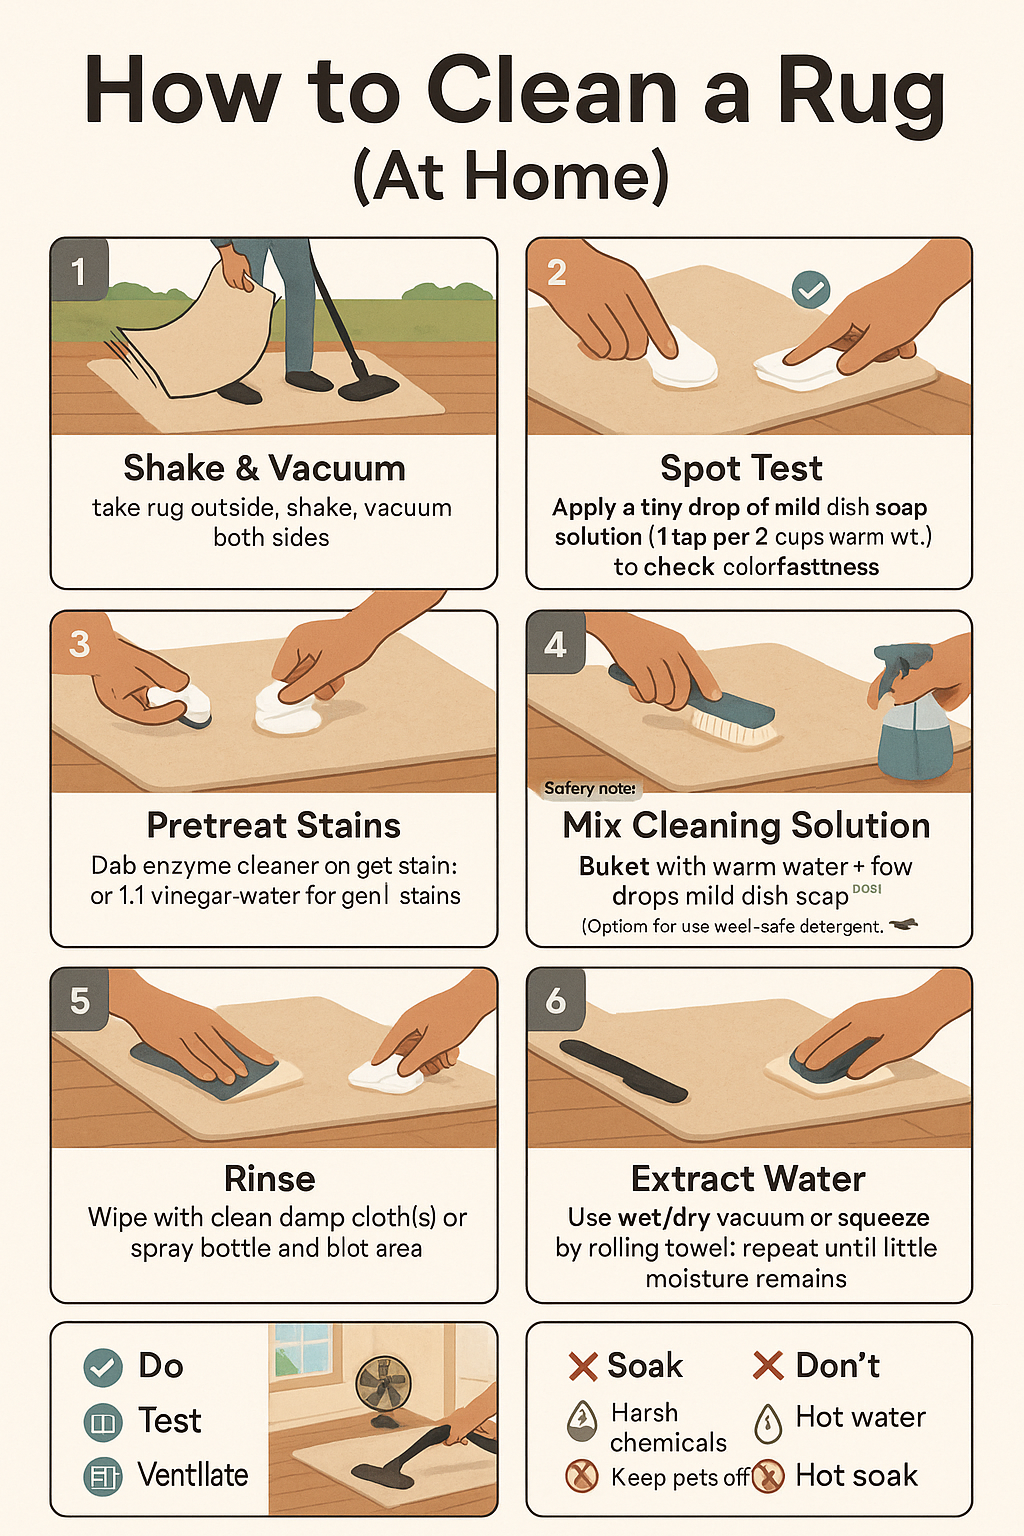 How to Clean a Rug
(At Home)
1
Shake & Vacuum
take rug outside, shake, vacuum
both sides
2
Spot Test
Apply a tiny drop of mild dish soap
solution (1 tap per 2 cups warm wt.)
to check colorfasttness
3
Pretreat Stains
Dab enzyme cleaner on get stain:
or 1.1 vinegar-water for genl stains
4
Safery note:
Mix Cleaning Solution
Buket with warm water + fow
drops mild dish scap DOSI
(Optiom for use weel-safe detergent.
5
Rinse
Wipe with clean damp cloth(s) or
spray bottle and blot area
6
Extract Water
Use wet/dry vacuum or squeeze
by rolling towel: repeat until little
moisture remains
Do
Test
Ventllate
Soak
Harsh
chemicals
Keep pets off
Don't
Hot water
Hot soak